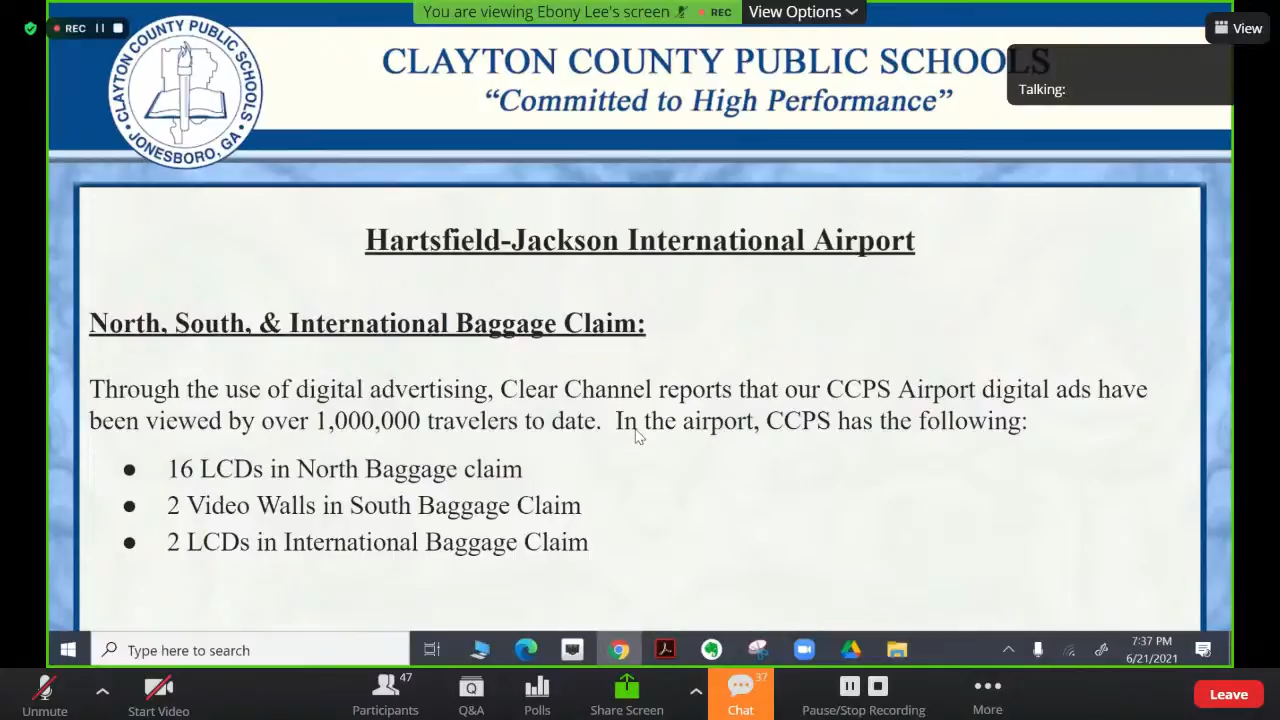 You are viewing Ebony Lee's screen
REC
View Options
REC
View
CLAYTON COUNTY PUBLIC SCHOOLS
JONESBORO, GA
CLAYTON COUNTY PUBLIC SCHOOLS
“Committed to High Performance”
Talking:
Hartsfield-Jackson International Airport
North, South, & International Baggage Claim:
Through the use of digital advertising, Clear Channel reports that our CCPS Airport digital ads have
been viewed by over 1,000,000 travelers to date. In the airport, CCPS has the following:
● 16 LCDs in North Baggage claim
● 2 Video Walls in South Baggage Claim
● 2 LCDs in International Baggage Claim
Type here to search
7:37 PM
6/21/2021
47
37
Unmute
Start Video
Participants
Q&A
Polls
Share Screen
Chat
Pause/Stop Recording
More
Leave